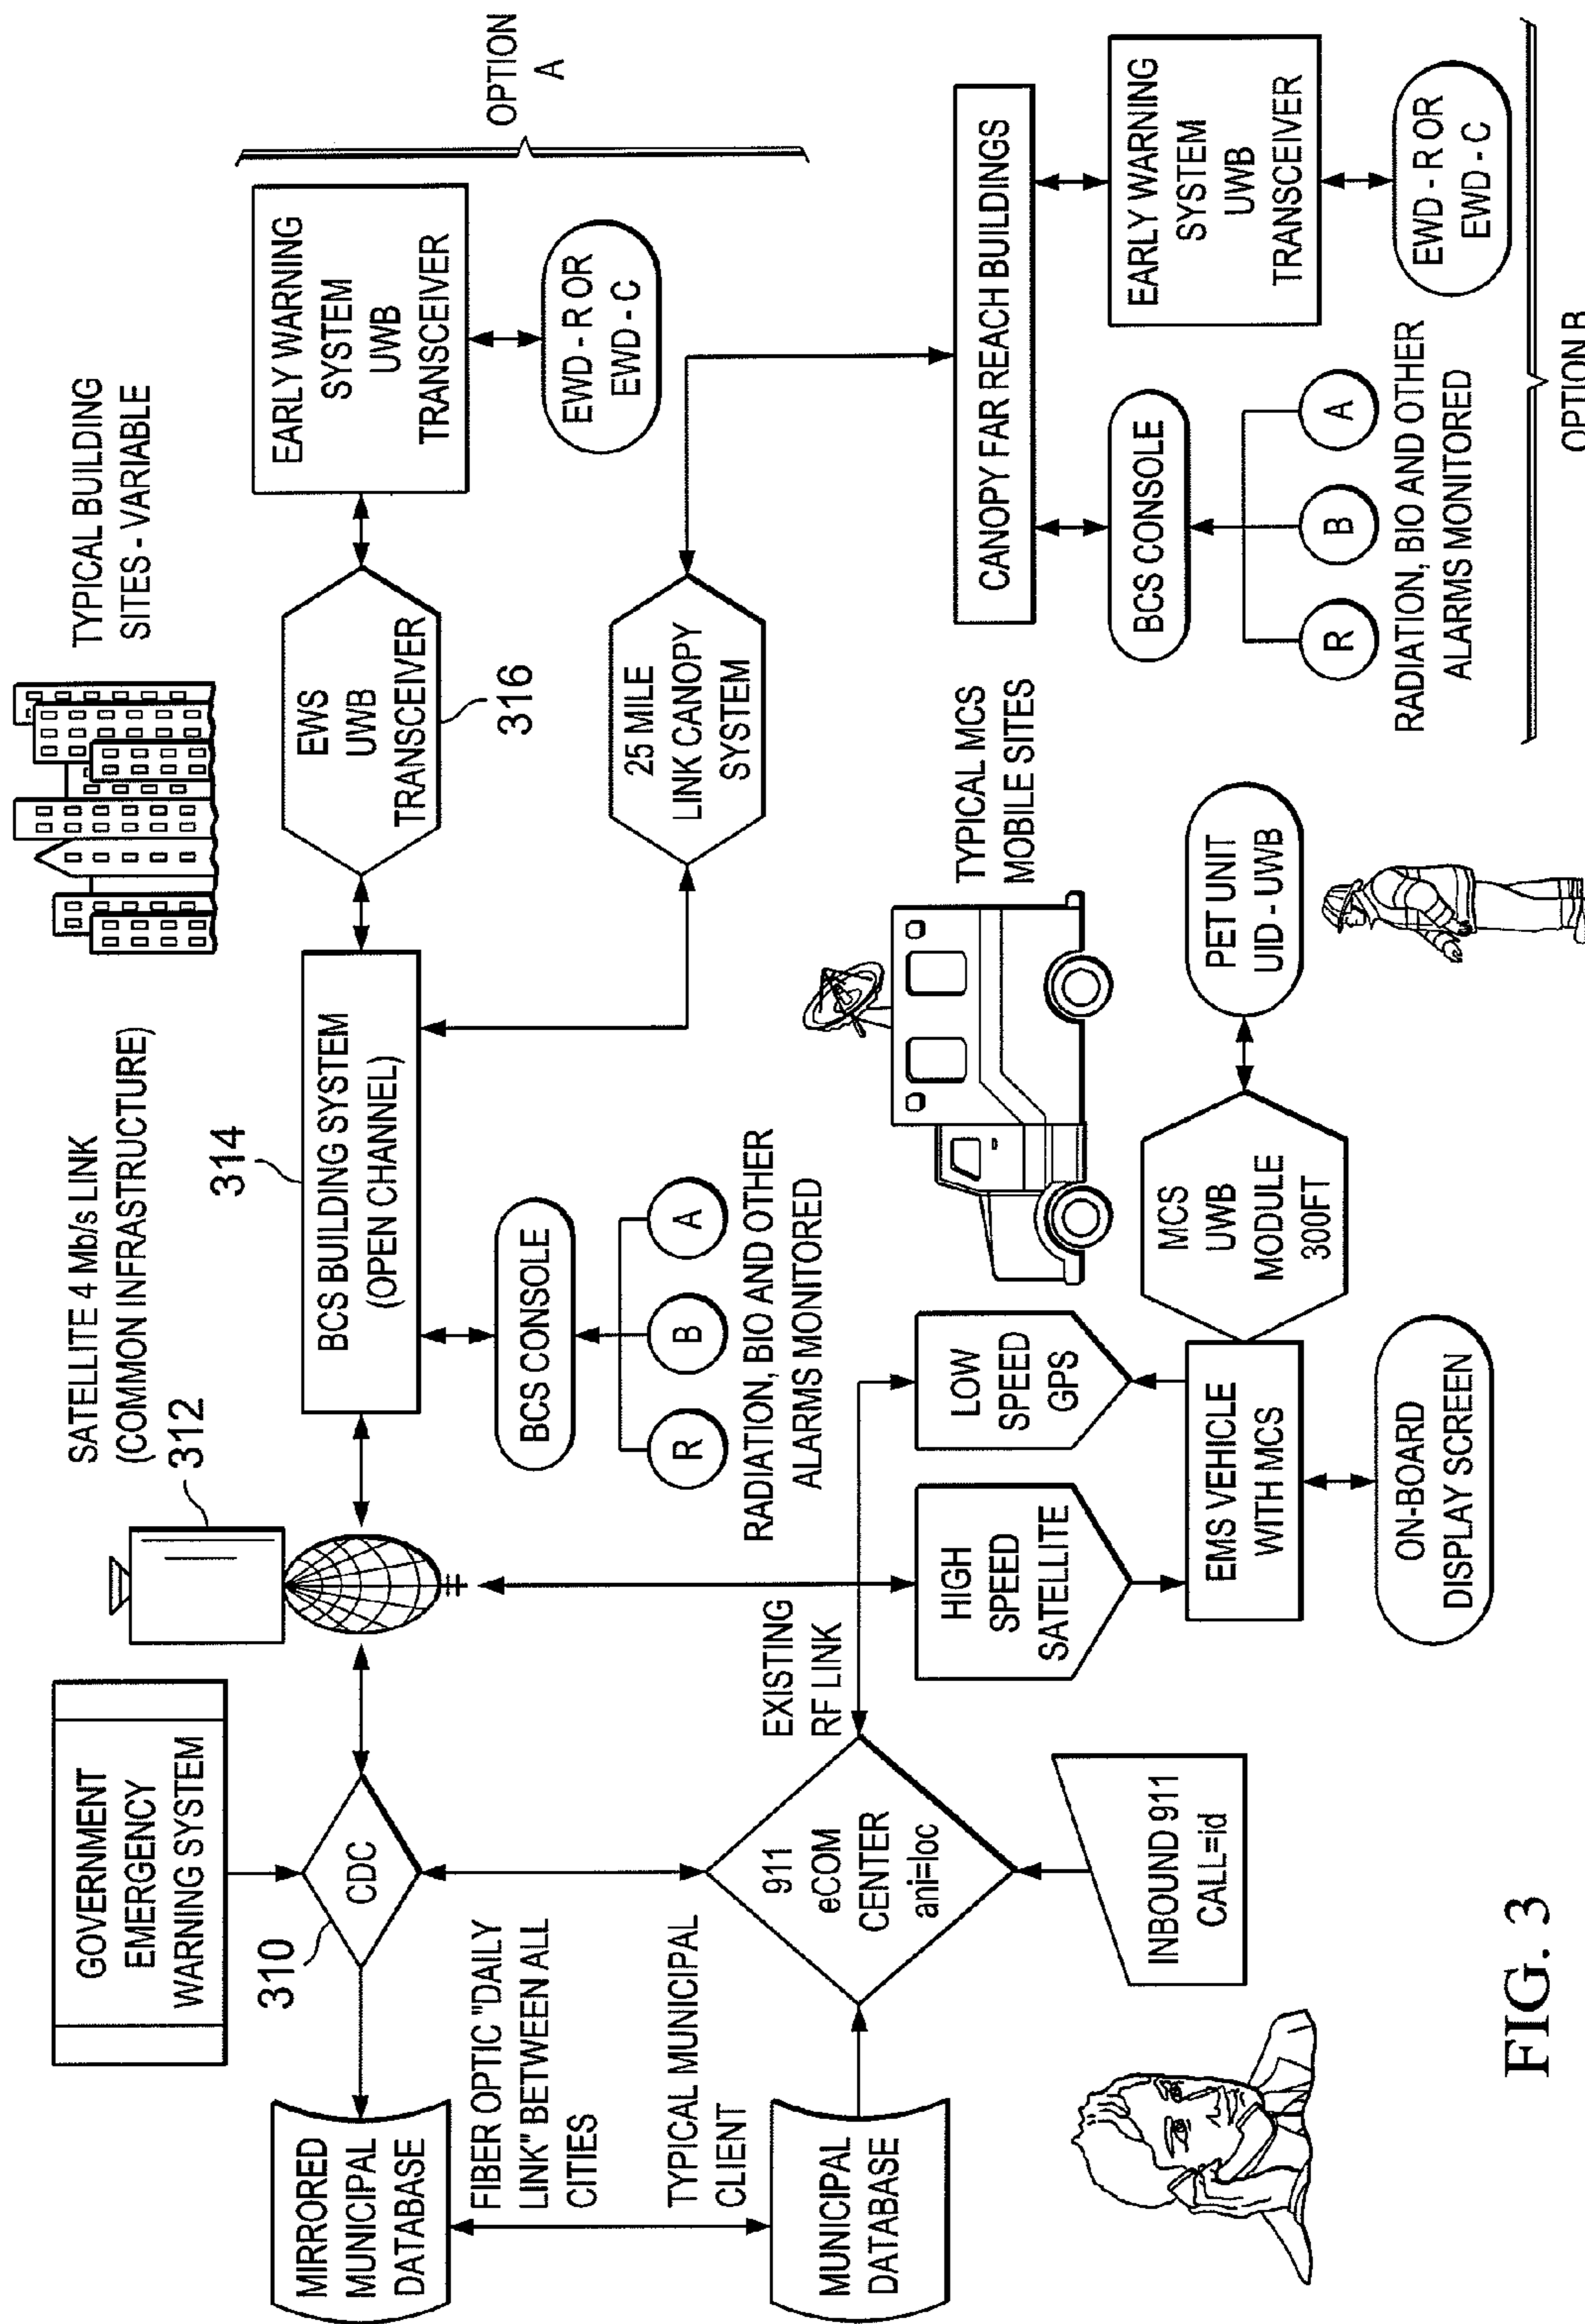 GOVERNMENT
EMERGENCY
WARNING SYSTEM
310
CDC
MIRRORED
MUNICIPAL
DATABASE
FIBER OPTIC "DAILY
LINK" BETWEEN ALL
CITIES
TYPICAL MUNICIPAL
CLIENT
MUNICIPAL
DATABASE
911
eCOM
CENTER
ani=loc
INBOUND 911
CALL=id
EXISTING
RF LINK
SATELLITE 4 Mb/s LINK
(COMMON INFRASTRUCTURE)
312
314
BCS BUILDING SYSTEM
(OPEN CHANNEL)
BCS CONSOLE
R
B
A
RADIATION, BIO AND OTHER
ALARMS MONITORED
HIGH
SPEED
SATELLITE
LOW
SPEED
GPS
EMS VEHICLE
WITH MCS
ON-BOARD
DISPLAY SCREEN
MCS
UWB
MODULE
300FT
PET UNIT
UID - UWB
TYPICAL MCS
MOBILE SITES
TYPICAL BUILDING
SITES - VARIABLE
EWS
UWB
TRANSCEIVER
316
25 MILE
LINK CANOPY
SYSTEM
EARLY WARNING
SYSTEM
UWB
TRANSCEIVER
EWD - R OR
EWD - C
OPTION
A
CANOPY FAR REACH BUILDINGS
BCS CONSOLE
R
B
A
RADIATION, BIO AND OTHER
ALARMS MONITORED
EARLY WARNING
SYSTEM
UWB
TRANSCEIVER
EWD - R OR
EWD - C
OPTION B
FIG. 3